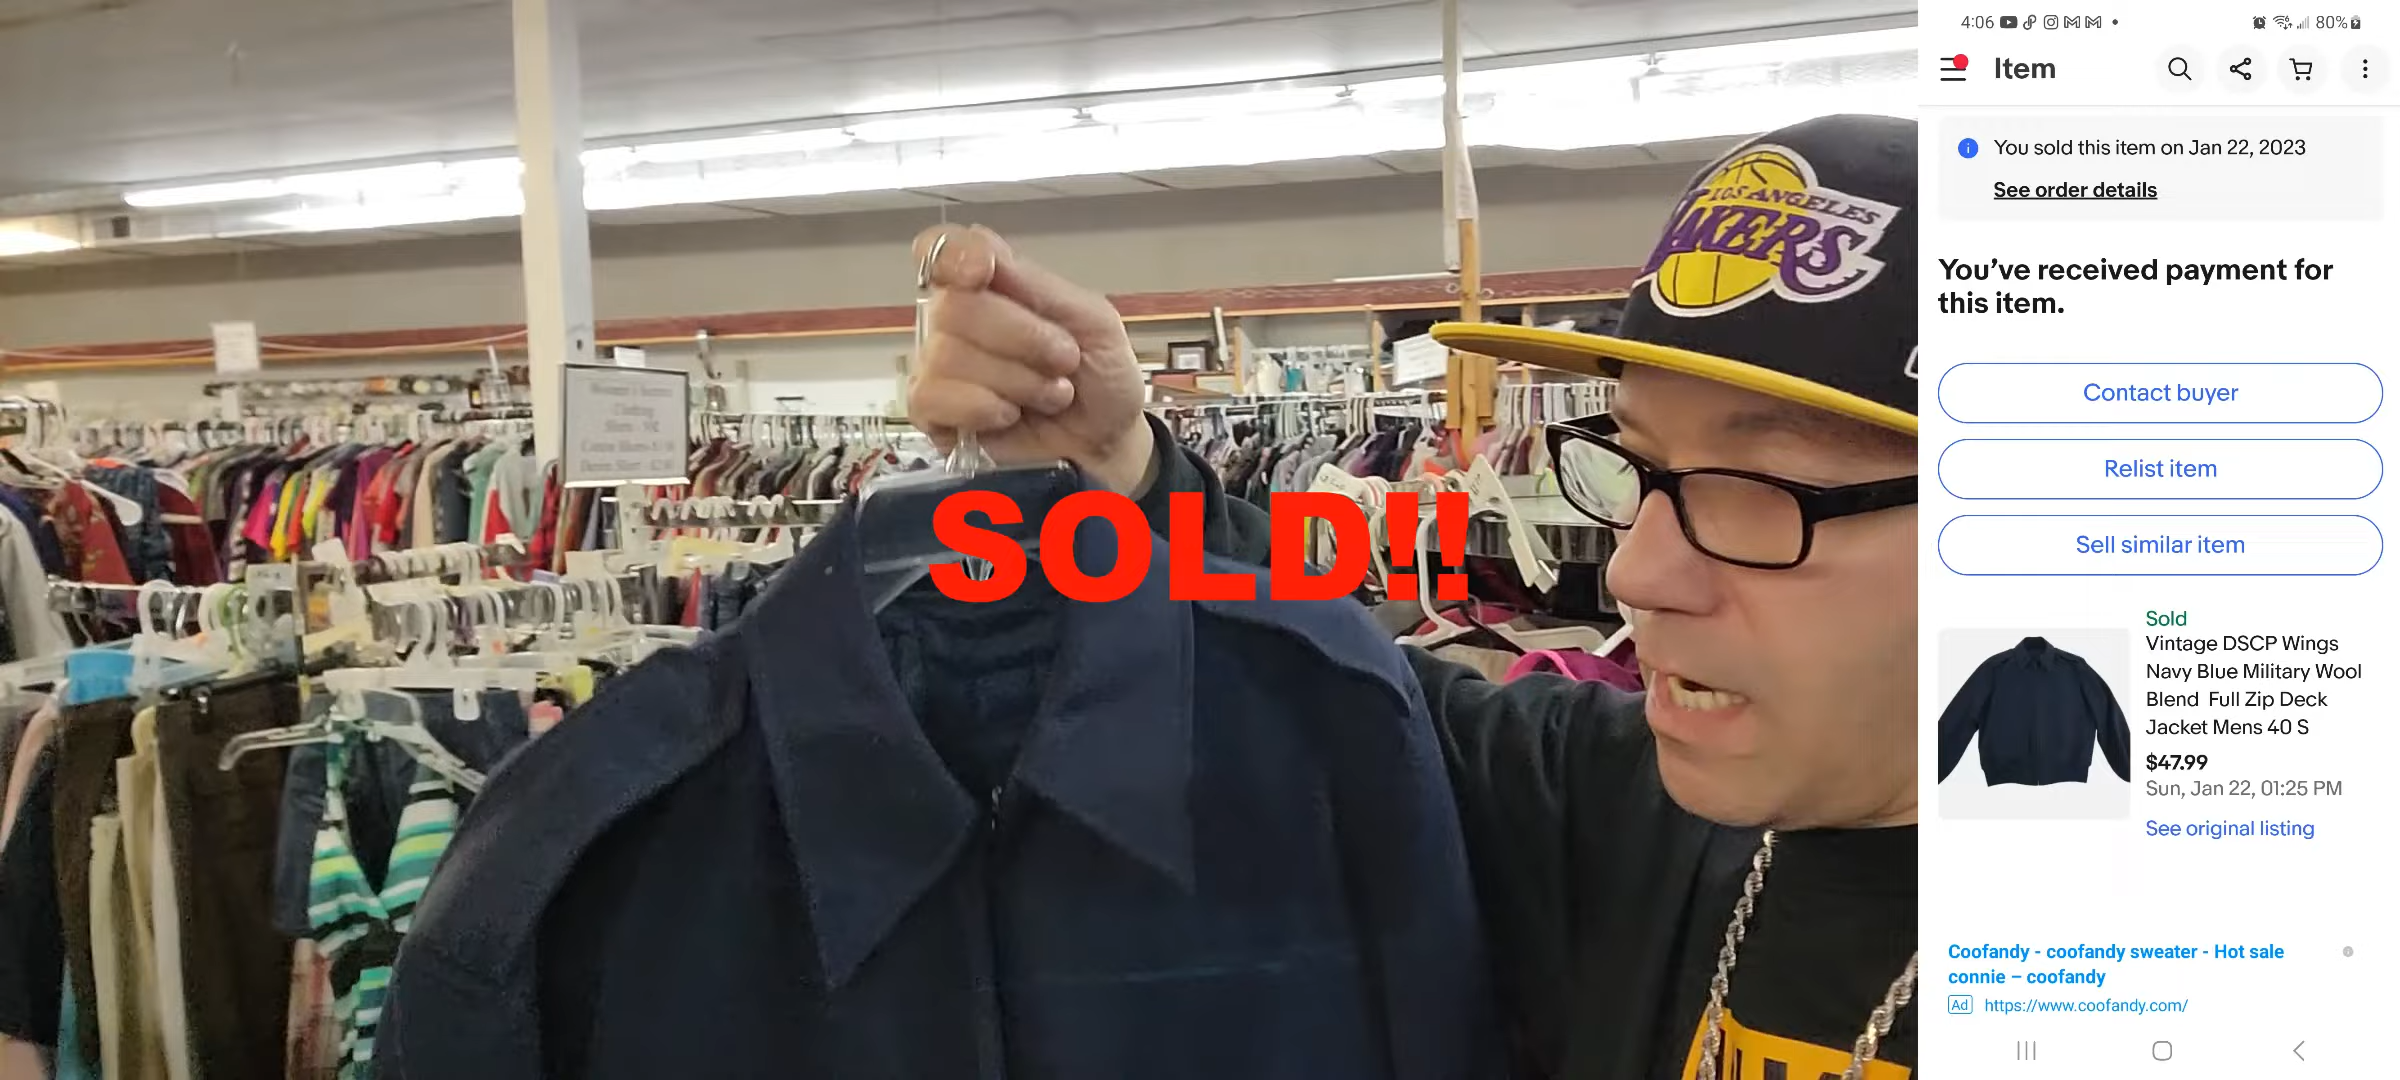 LOS ANGELES
LAKERS
SOLD!!
4:06
80%
Item
You sold this item on Jan 22, 2023
See order details
You've received payment for
this item.
Contact buyer
Relist item
Sell similar item
Sold
Vintage DSCP Wings
Navy Blue Military Wool
Blend Full Zip Deck
Jacket Mens 40 S
$47.99
Sun, Jan 22, 01:25 PM
See original listing
Coofandy - coofandy sweater - Hot sale
connie – coofandy
Ad https://www.coofandy.com/